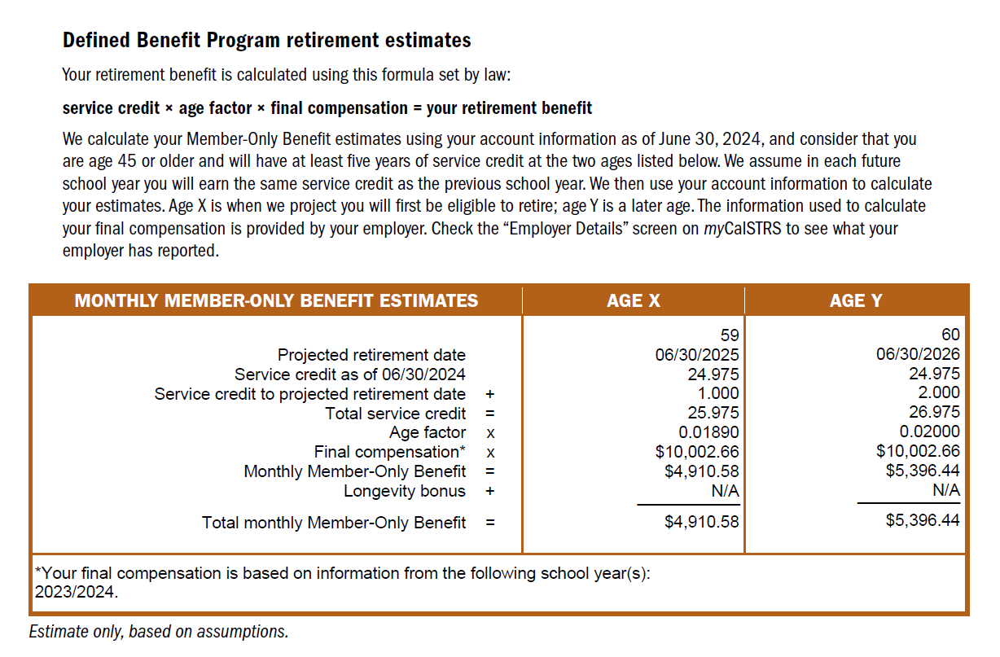 Defined Benefit Program retirement estimates
Your retirement benefit is calculated using this formula set by law:
service credit × age factor × final compensation = your retirement benefit
We calculate your Member-Only Benefit estimates using your account information as of June 30, 2024, and consider that you
are age 45 or older and will have at least five years of service credit at the two ages listed below. We assume in each future
school year you will earn the same service credit as the previous school year. We then use your account information to calculate
your estimates. Age X is when we project you will first be eligible to retire; age Y is a later age. The information used to calculate
your final compensation is provided by your employer. Check the “Employer Details” screen on myCalSTRS to see what your
employer has reported.
MONTHLY MEMBER-ONLY BENEFIT ESTIMATES AGE X AGE Y
59 60
Projected retirement date 06/30/2025 06/30/2026
Service credit as of 06/30/2024 24.975 24.975
Service credit to projected retirement date + 1.000 2.000
Total service credit = 25.975 26.975
Age factor x 0.01890 0.02000
Final compensation* x $10,002.66 $10,002.66
Monthly Member-Only Benefit = $4,910.58 $5,396.44
Longevity bonus + N/A N/A
Total monthly Member-Only Benefit = $4,910.58 $5,396.44
*Your final compensation is based on information from the following school year(s):
2023/2024.
Estimate only, based on assumptions.